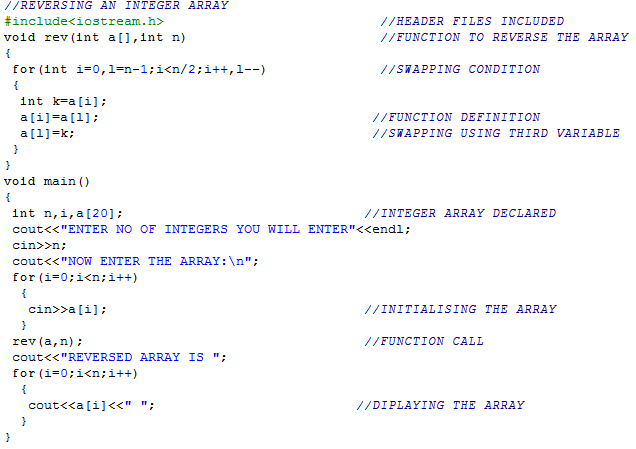 //REVERSING AN INTEGER ARRAY
#include<iostream.h> //HEADER FILES INCLUDED
void rev(int a[],int n) //FUNCTION TO REVERSE THE ARRAY
{
for(int i=0,l=n-1;i<n/2;i++,l--) //SWAPPING CONDITION
{
int k=a[i];
a[i]=a[l]; //FUNCTION DEFINITION
a[l]=k; //SWAPPING USING THIRD VARIABLE
}
}
void main()
{
int n,i,a[20]; //INTEGER ARRAY DECLARED
cout<<"ENTER NO OF INTEGERS YOU WILL ENTER"<<endl;
cin>>n;
cout<<"NOW ENTER THE ARRAY:\n";
for(i=0;i<n;i++)
{
cin>>a[i]; //INITIALISING THE ARRAY
}
rev(a,n); //FUNCTION CALL
cout<<"REVERSED ARRAY IS ";
for(i=0;i<n;i++)
{
cout<<a[i]<<" "; //DIPLAYING THE ARRAY
}
}